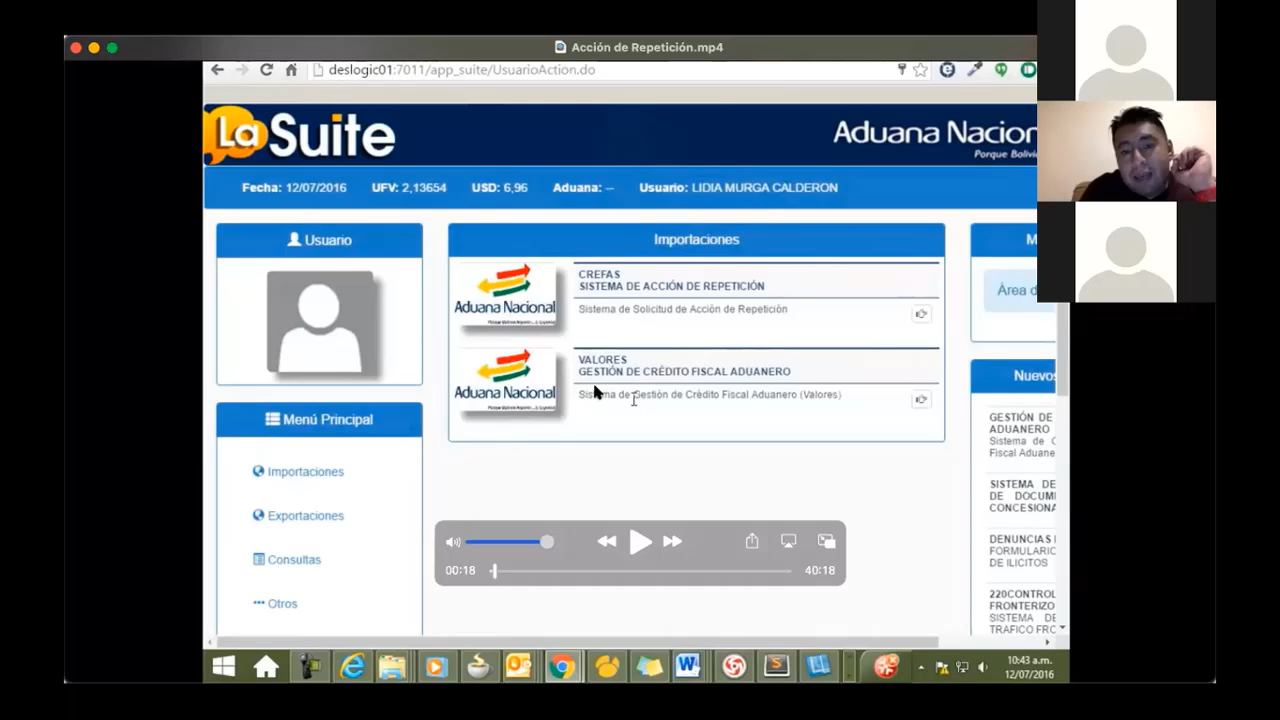 Acción de Repetición.mp4
deslogic01:7011/app_suite/UsuarioAction.do
La Suite
Aduana Nacion
Porque Bolivi
Fecha: 12/07/2016 UFV: 2,13654 USD: 6,96 Aduana: -- Usuario: LIDIA MURGA CALDERON
Usuario
Importaciones
M
Aduana Nacional
CREFAS
SISTEMA DE ACCIÓN DE REPETICIÓN
Sistema de Solicitud de Acción de Repetición
Área d
Aduana Nacional
VALORES
GESTIÓN DE CRÉDITO FISCAL ADUANERO
Sistema de Gestión de Crédito Fiscal Aduanero (Valores)
Nuevos
Menú Principal
Importaciones
Exportaciones
Consultas
Otros
GESTIÓN DE
ADUANERO
Sistema de C
Fiscal Aduane
SISTEMA DE
DE DOCUM
CONCESIONA
DENUNCIAS
FORMULARIO
DE ILICITOS
220CONTROL
FRONTERIZO
SISTEMA DE
TRAFICO FRO
00:18
40:18
10:43 a.m.
12/07/2016